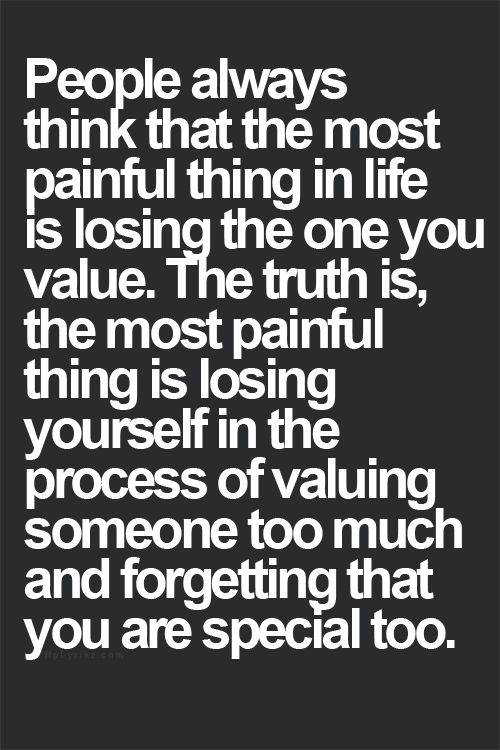 People always
think that the most
painful thing in life
is losing the one you
value. The truth is,
the most painful
thing is losing
yourself in the
process of valuing
someone too much
and forgetting that
you are special too.